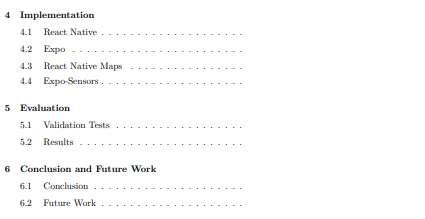 4 Implementation
4.1 React Native . . . . . . . . . . . . . . . . . . . . . .
4.2 Expo . . . . . . . . . . . . . . . . . . . . . . . . . .
4.3 React Native Maps . . . . . . . . . . . . . . . . . .
4.4 Expo-Sensors . . . . . . . . . . . . . . . . . . . . . .
5 Evaluation
5.1 Validation Tests . . . . . . . . . . . . . . . . . . . .
5.2 Results . . . . . . . . . . . . . . . . . . . . . . . . .
6 Conclusion and Future Work
6.1 Conclusion . . . . . . . . . . . . . . . . . . . . . . .
6.2 Future Work . . . . . . . . . . . . . . . . . . . . . .